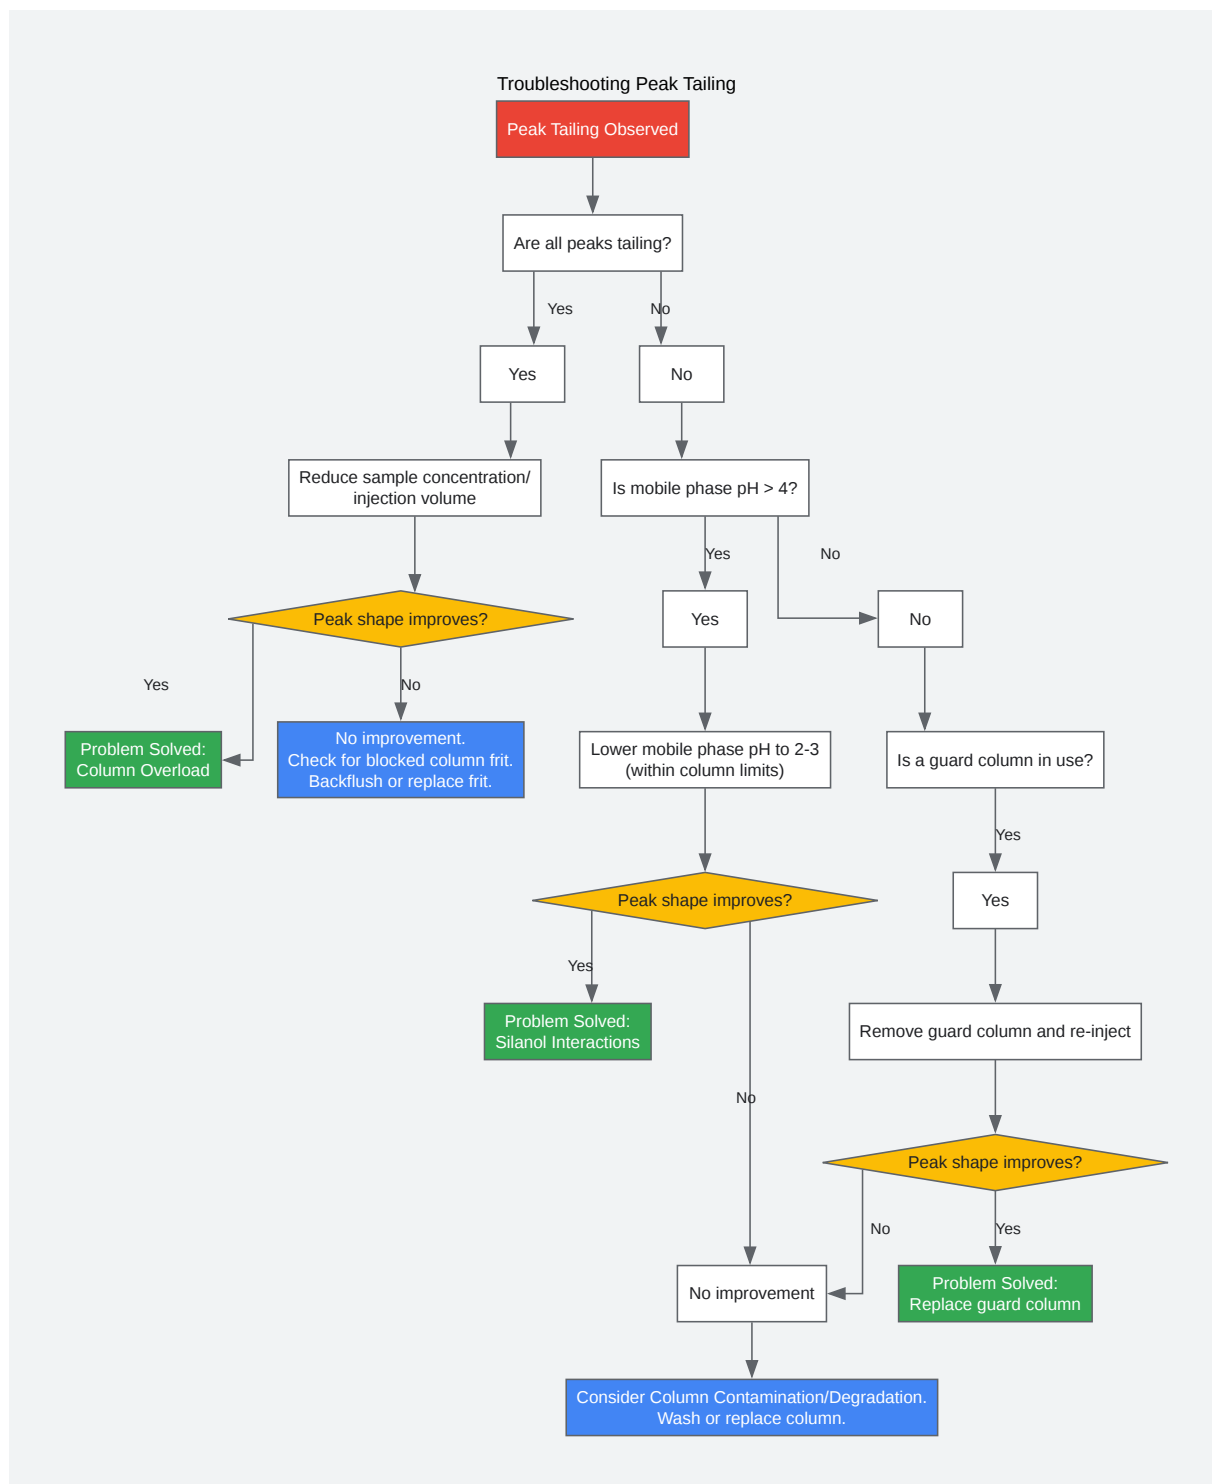 Troubleshooting Peak Tailing
Peak Tailing Observed
Are all peaks tailing?
Yes
No
Yes
No
Reduce sample concentration/
injection volume
Is mobile phase pH > 4?
Yes
No
Peak shape improves?
Yes
No
Yes
No
Problem Solved:
Column Overload
No improvement.
Check for blocked column frit.
Backflush or replace frit.
Lower mobile phase pH to 2-3
(within column limits)
Is a guard column in use?
Yes
Peak shape improves?
Yes
Yes
Problem Solved:
Silanol Interactions
Remove guard column and re-inject
No
Peak shape improves?
No
Yes
No improvement
Problem Solved:
Replace guard column
Consider Column Contamination/Degradation.
Wash or replace column.